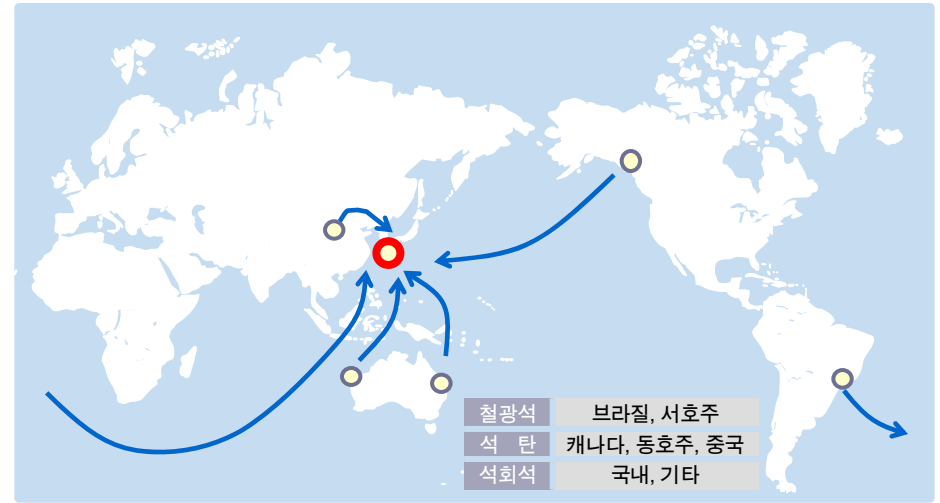 철광석 브라질, 서호주
석 탄 캐나다, 동호주, 중국
석회석 국내, 기타